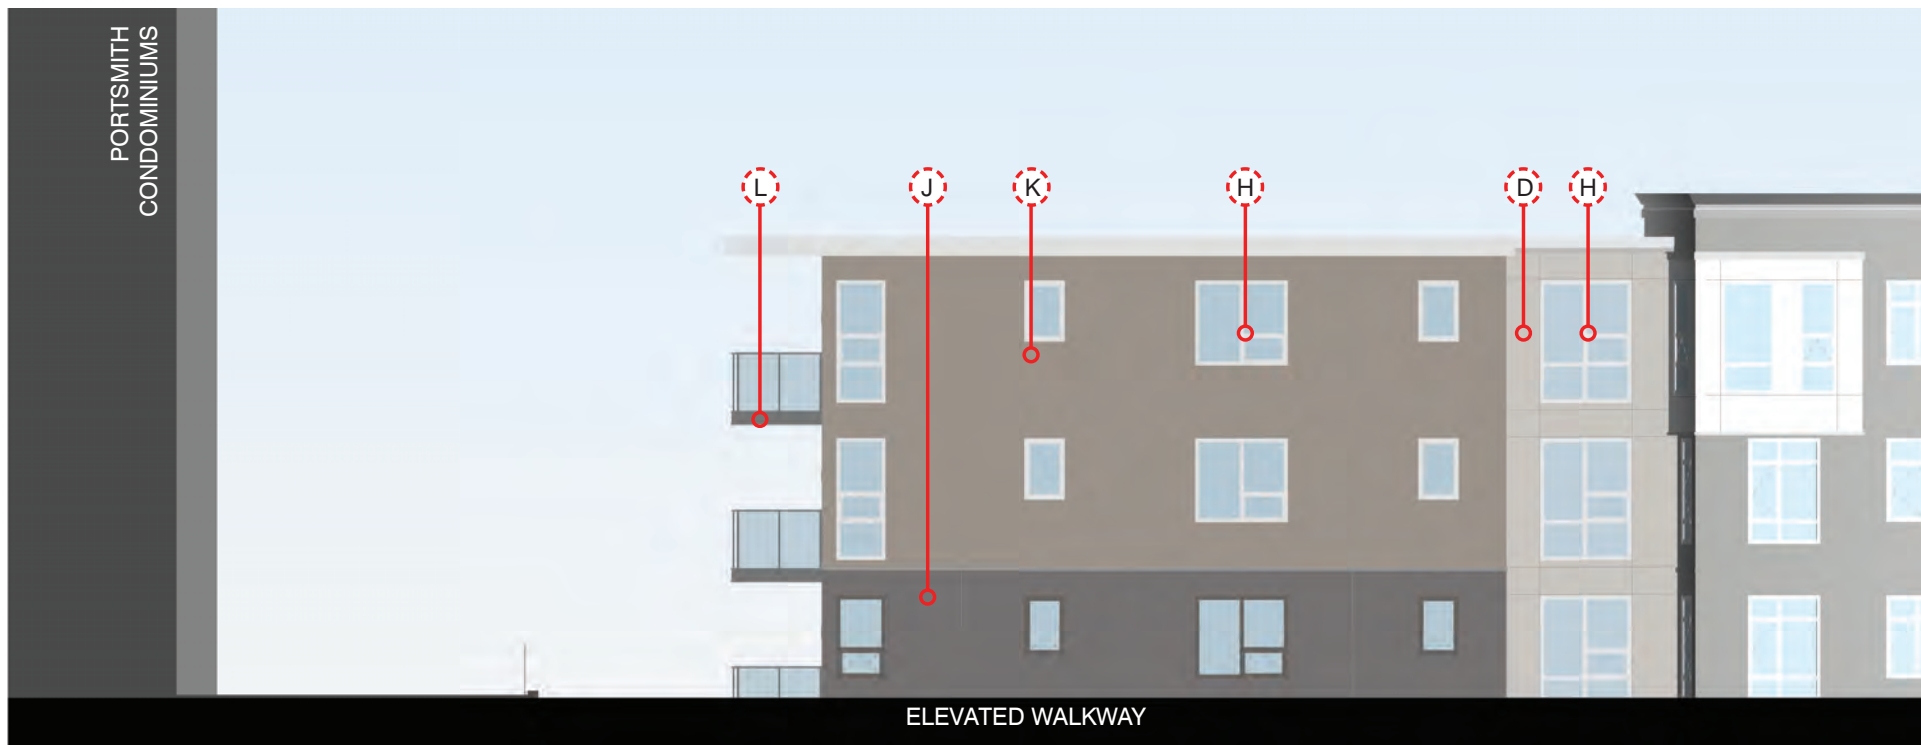 PORTSMITH
CONDOMINIUMS
L
J
K
H
D
H
ELEVATED WALKWAY